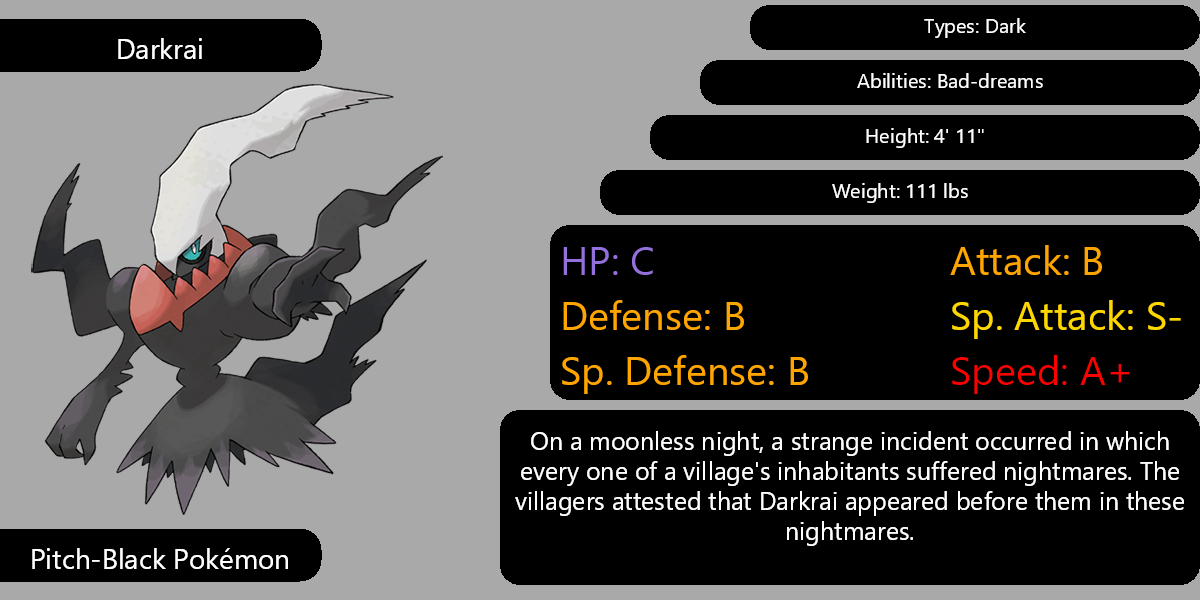 Darkrai
Types: Dark
Abilities: Bad-dreams
Height: 4' 11"
Weight: 111 lbs
HP: C
Attack: B
Defense: B
Sp. Attack: S-
Sp. Defense: B
Speed: A+
On a moonless night, a strange incident occurred in which
every one of a village's inhabitants suffered nightmares. The
villagers attested that Darkrai appeared before them in these
nightmares.
Pitch-Black Pokémon